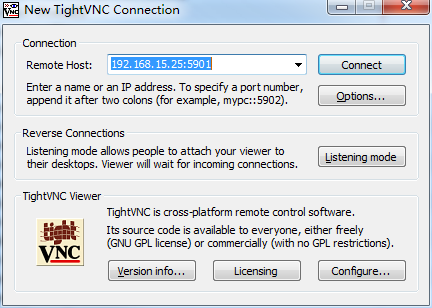 New TightVNC Connection
Connection
Remote Host:
192.168.15.25:5901
Connect
Enter a name or an IP address. To specify a port number,
append it after two colons (for example, mypc::5902).
Options...
Reverse Connections
Listening mode allows people to attach your viewer to
their desktops. Viewer will wait for incoming connections.
Listening mode
TightVNC Viewer
TightVNC is cross-platform remote control software.
Its source code is available to everyone, either freely
(GNU GPL license) or commercially (with no GPL restrictions).
tight
VNC
Version info...
Licensing
Configure...